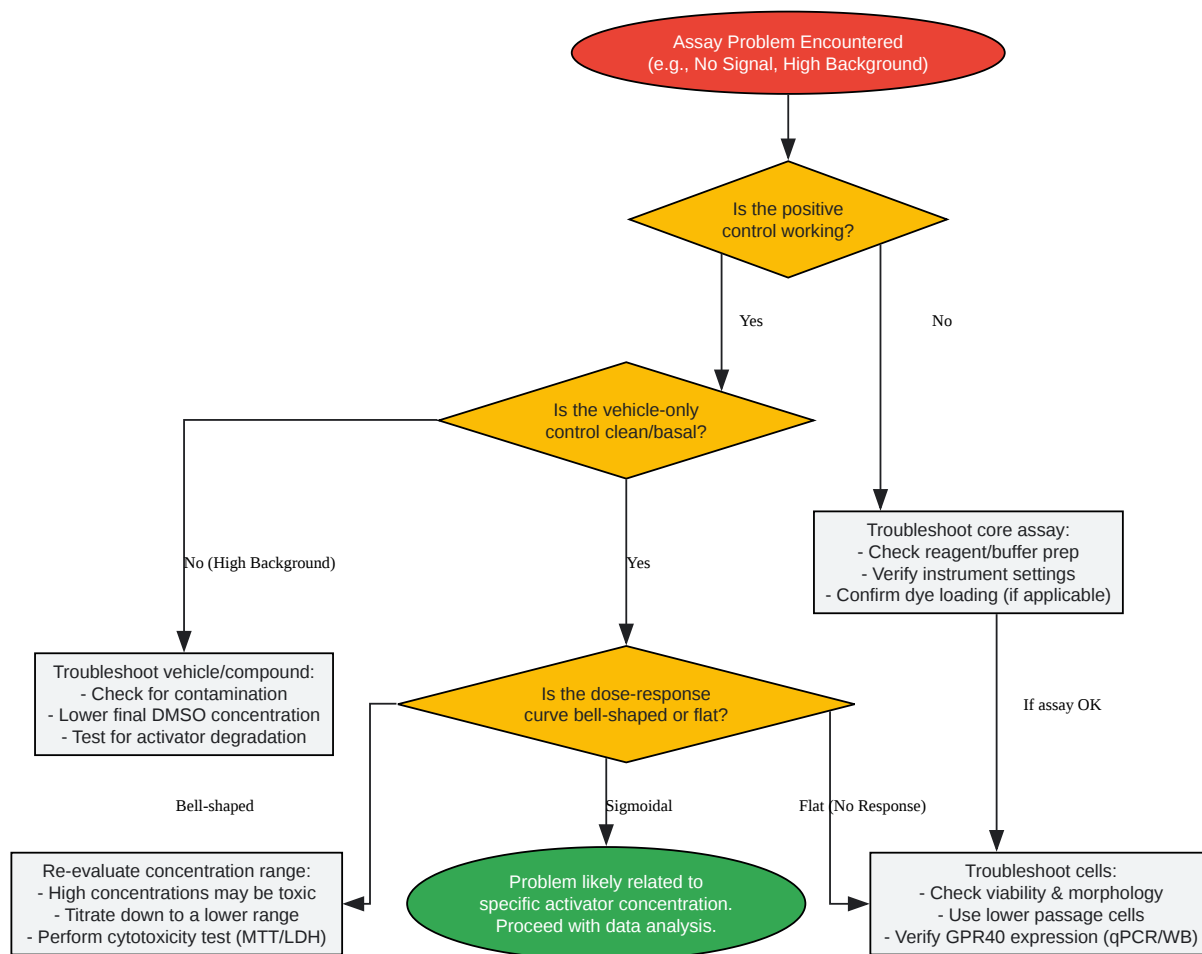 Assay Problem Encountered
(e.g., No Signal, High Background)
Is the positive
control working?
Yes
No
Is the vehicle-only
control clean/basal?
No (High Background)
Yes
Troubleshoot core assay:
- Check reagent/buffer prep
- Verify instrument settings
- Confirm dye loading (if applicable)
Troubleshoot vehicle/compound:
- Check for contamination
- Lower final DMSO concentration
- Test for activator degradation
Is the dose-response
curve bell-shaped or flat?
If assay OK
Bell-shaped
Sigmoidal
Flat (No Response)
Re-evaluate concentration range:
- High concentrations may be toxic
- Titrate down to a lower range
- Perform cytotoxicity test (MTT/LDH)
Problem likely related to
specific activator concentration.
Proceed with data analysis.
Troubleshoot cells:
- Check viability & morphology
- Use lower passage cells
- Verify GPR40 expression (qPCR/WB)